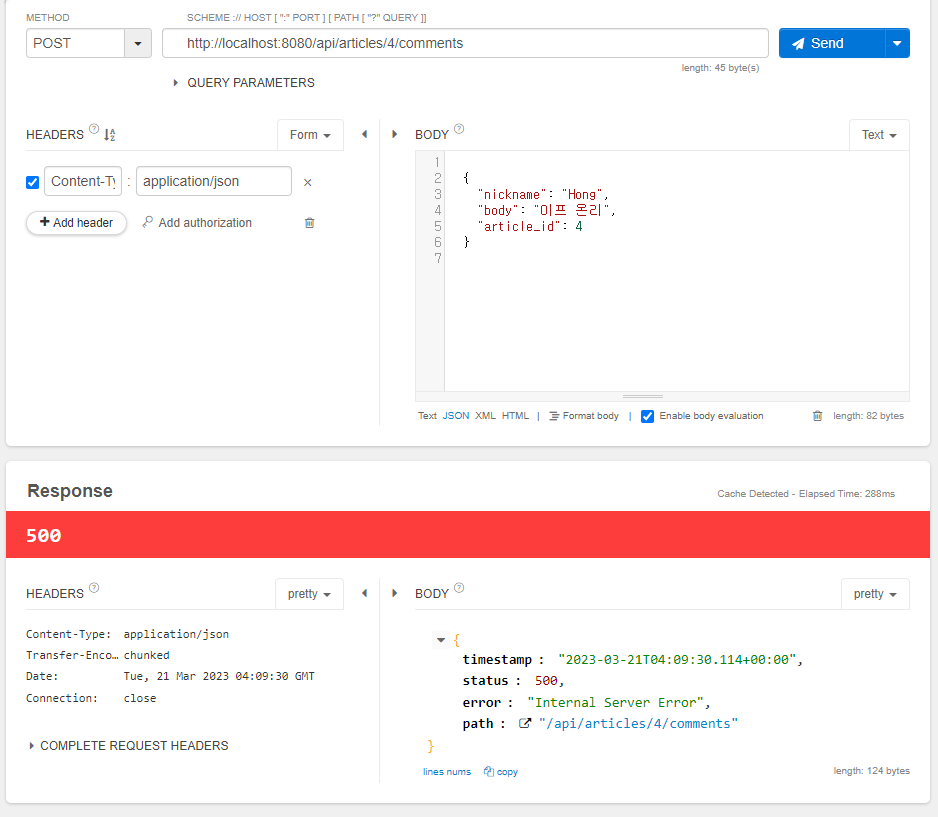 METHOD
SCHEME :// HOST [ ":" PORT ] [ PATH [ "?" QUERY ]]
POST
http://localhost:8080/api/articles/4/comments
Send
length: 45 byte(s)
QUERY PARAMETERS
HEADERS ?
Form
BODY ?
Text
Content-Ty : application/json
×
+ Add header
Add authorization
1
2 {
3 "nickname": "Hong",
4 "body": "이프 온리",
5 "article_id": 4
6 }
7
Text JSON XML HTML | Format body | Enable body evaluation
length: 82 bytes
Response
Cache Detected - Elapsed Time: 288ms
500
HEADERS ?
pretty
BODY ?
pretty
Content-Type: application/json
Transfer-Enco… chunked
Date: Tue, 21 Mar 2023 04:09:30 GMT
Connection: close
COMPLETE REQUEST HEADERS
{
timestamp : "2023-03-21T04:09:30.114+00:00",
status : 500,
error : "Internal Server Error",
path : "/api/articles/4/comments"
}
lines nums
copy
length: 124 bytes